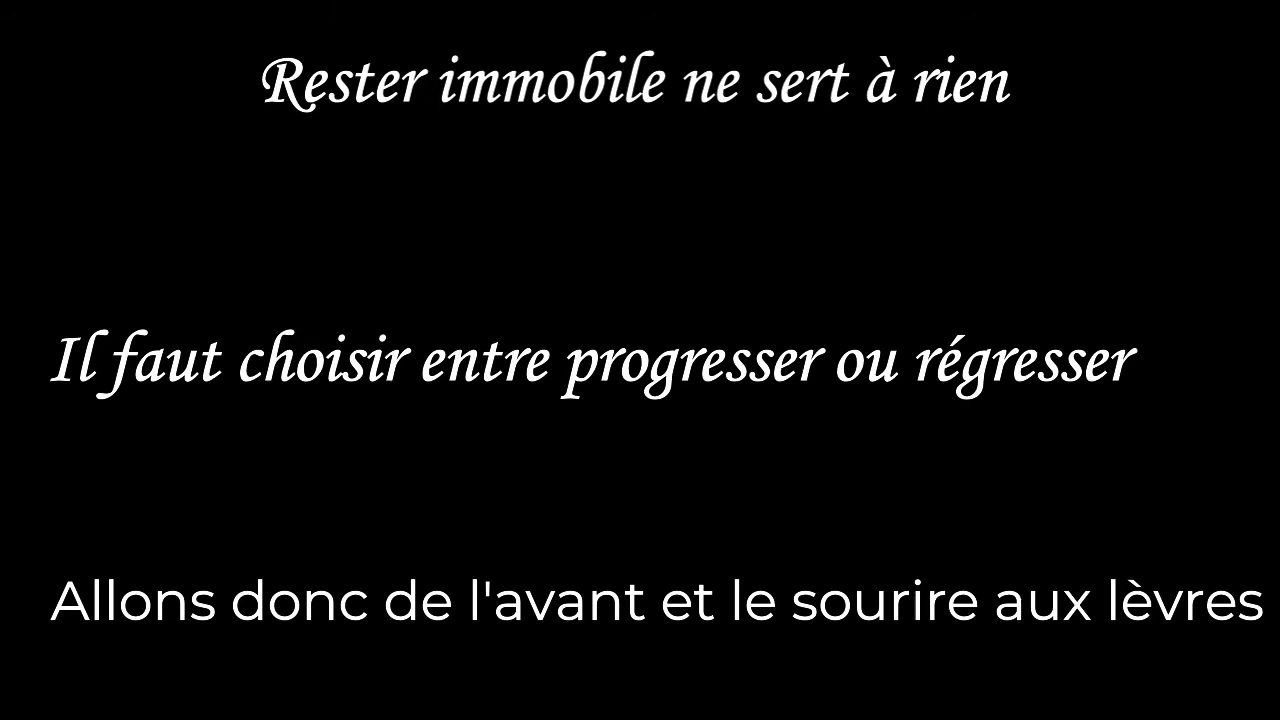 Rester immobile ne sert à rien
Il faut choisir entre progresser ou régresser
Allons donc de l'avant et le sourire aux lèvres